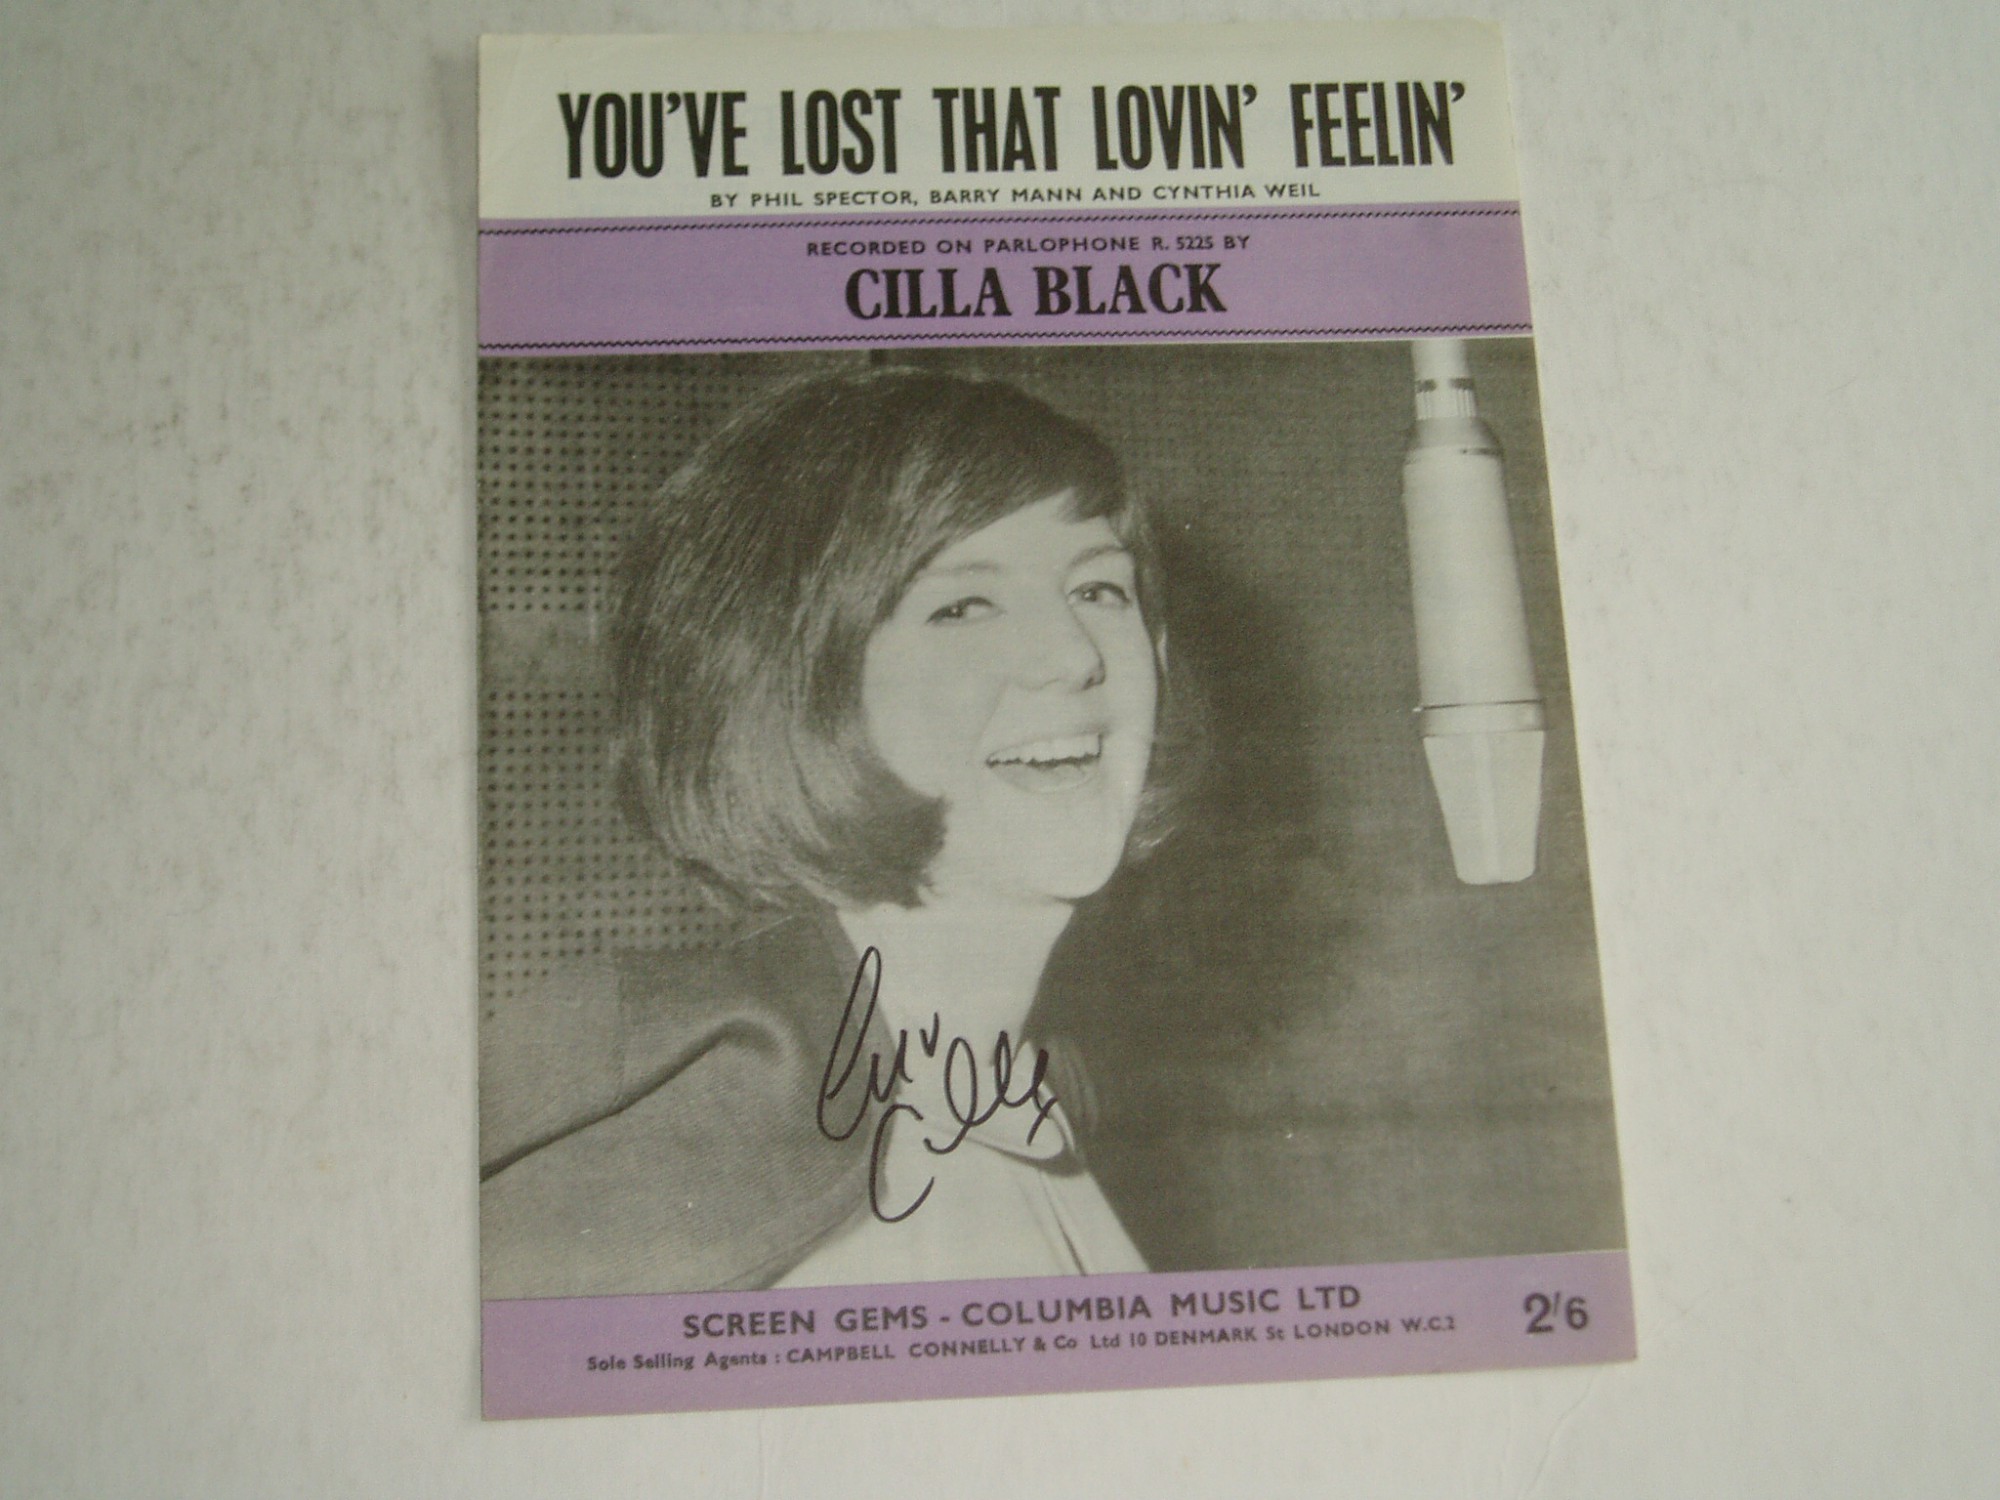 YOU'VE LOST THAT LOVIN' FEELIN'
BY PHIL SPECTOR, BARRY MANN AND CYNTHIA WEIL
RECORDED ON PARLOPHONE R. 5225 BY
CILLA BLACK
Luv
Cilla
SCREEN GEMS - COLUMBIA MUSIC LTD
2/6
Sole Selling Agents : CAMPBELL CONNELLY & Co Ltd 10 DENMARK St LONDON W.C.2